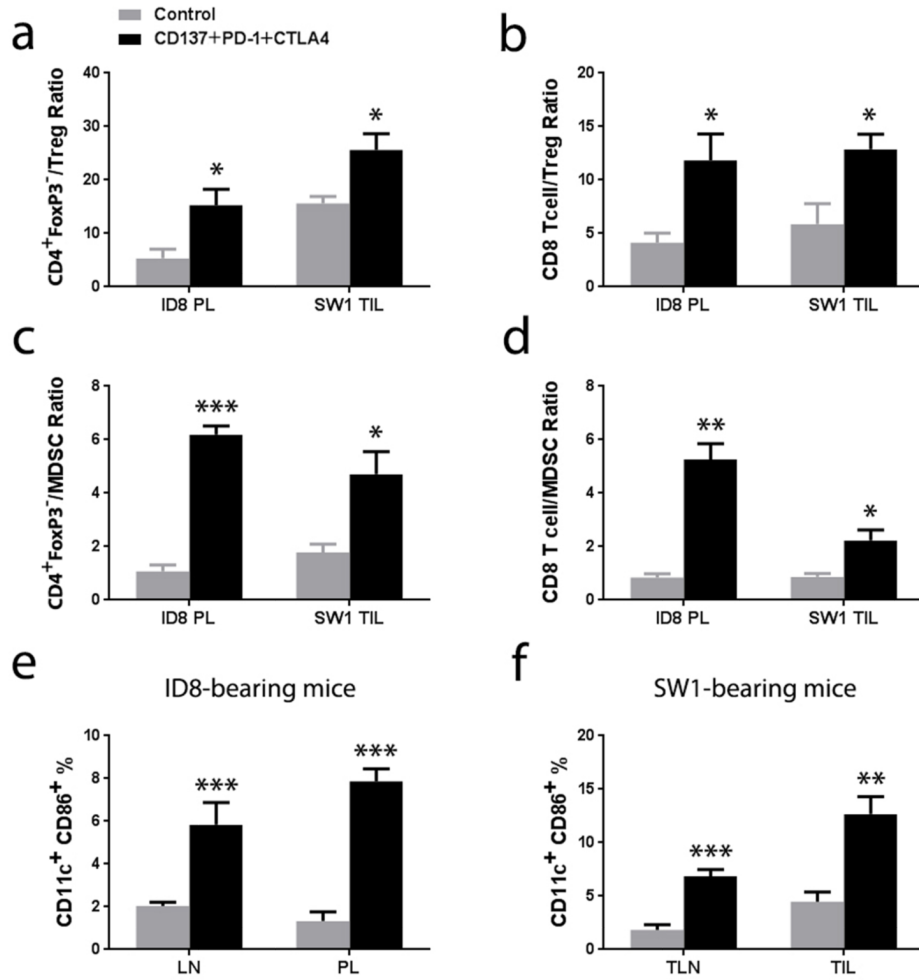 Control
CD137+PD-1+CTLA4
a
CD4⁺FoxP3⁻/Treg Ratio
40
30
20
10
0
*
*
ID8 PL
SW1 TIL
b
CD8 Tcell/Treg Ratio
20
15
10
5
0
*
*
ID8 PL
SW1 TIL
c
CD4⁺FoxP3⁻/MDSC Ratio
8
6
4
2
0
***
*
ID8 PL
SW1 TIL
d
CD8 T cell/MDSC Ratio
8
6
4
2
0
**
*
ID8 PL
SW1 TIL
e
ID8-bearing mice
CD11c⁺ CD86⁺ %
10
8
6
4
2
0
***
***
LN
PL
f
SW1-bearing mice
CD11c⁺ CD86⁺ %
20
15
10
5
0
***
**
TLN
TIL